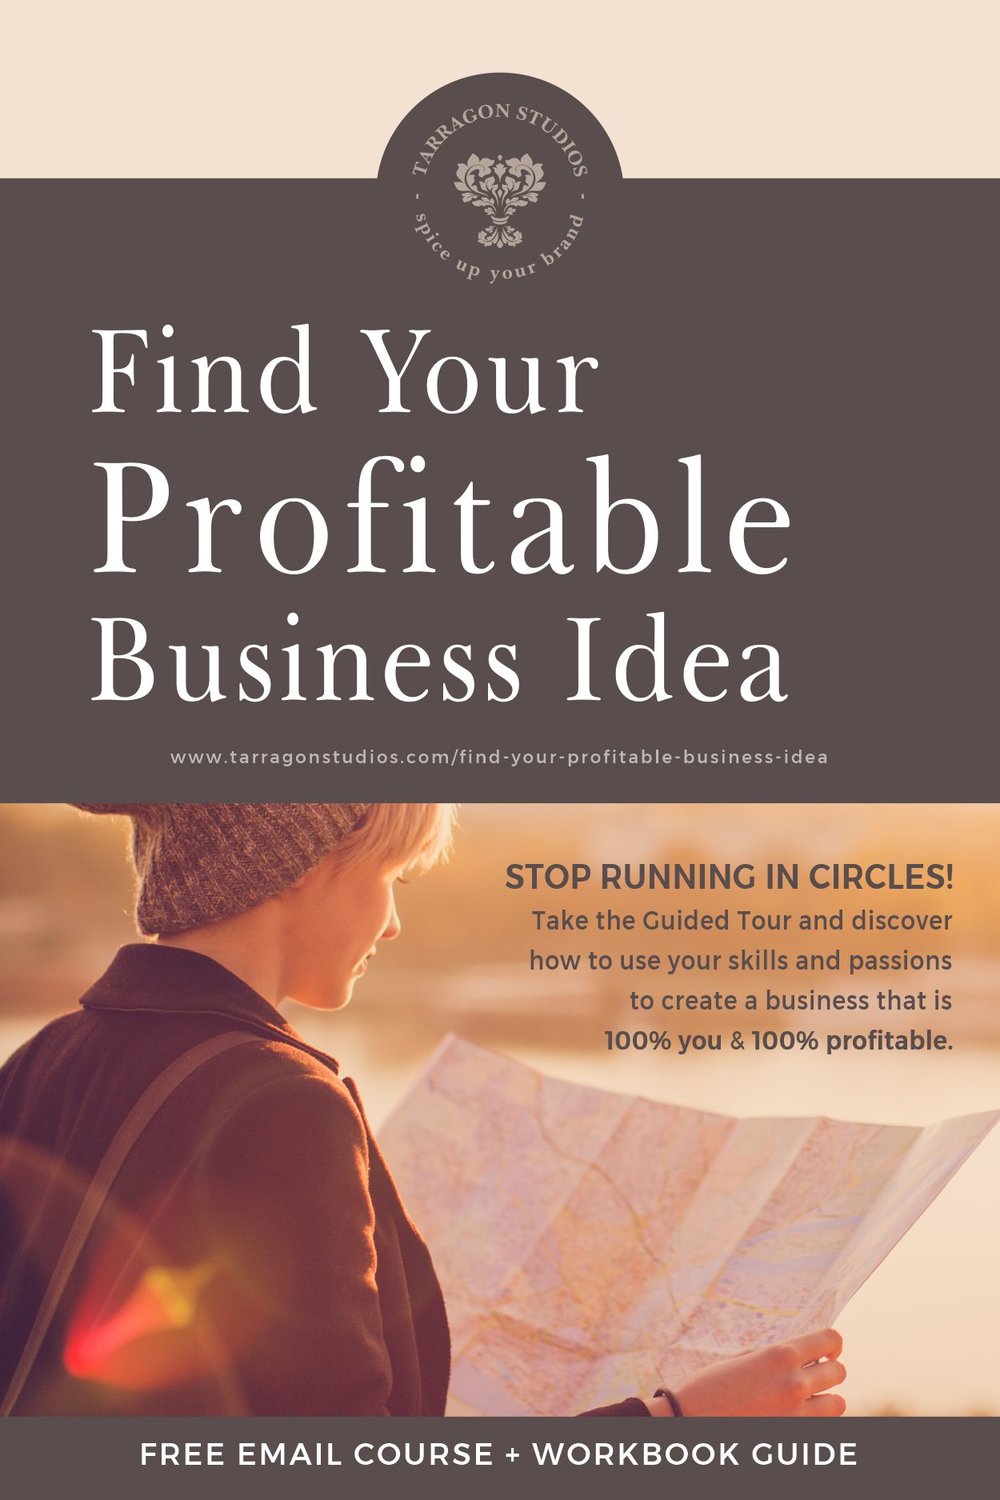 TARRAGON STUDIOS
- spice up your brand -
Find Your
Profitable
Business Idea
www.tarragonstudios.com/find-your-profitable-business-idea
STOP RUNNING IN CIRCLES!
Take the Guided Tour and discover
how to use your skills and passions
to create a business that is
100% you & 100% profitable.
FREE EMAIL COURSE + WORKBOOK GUIDE